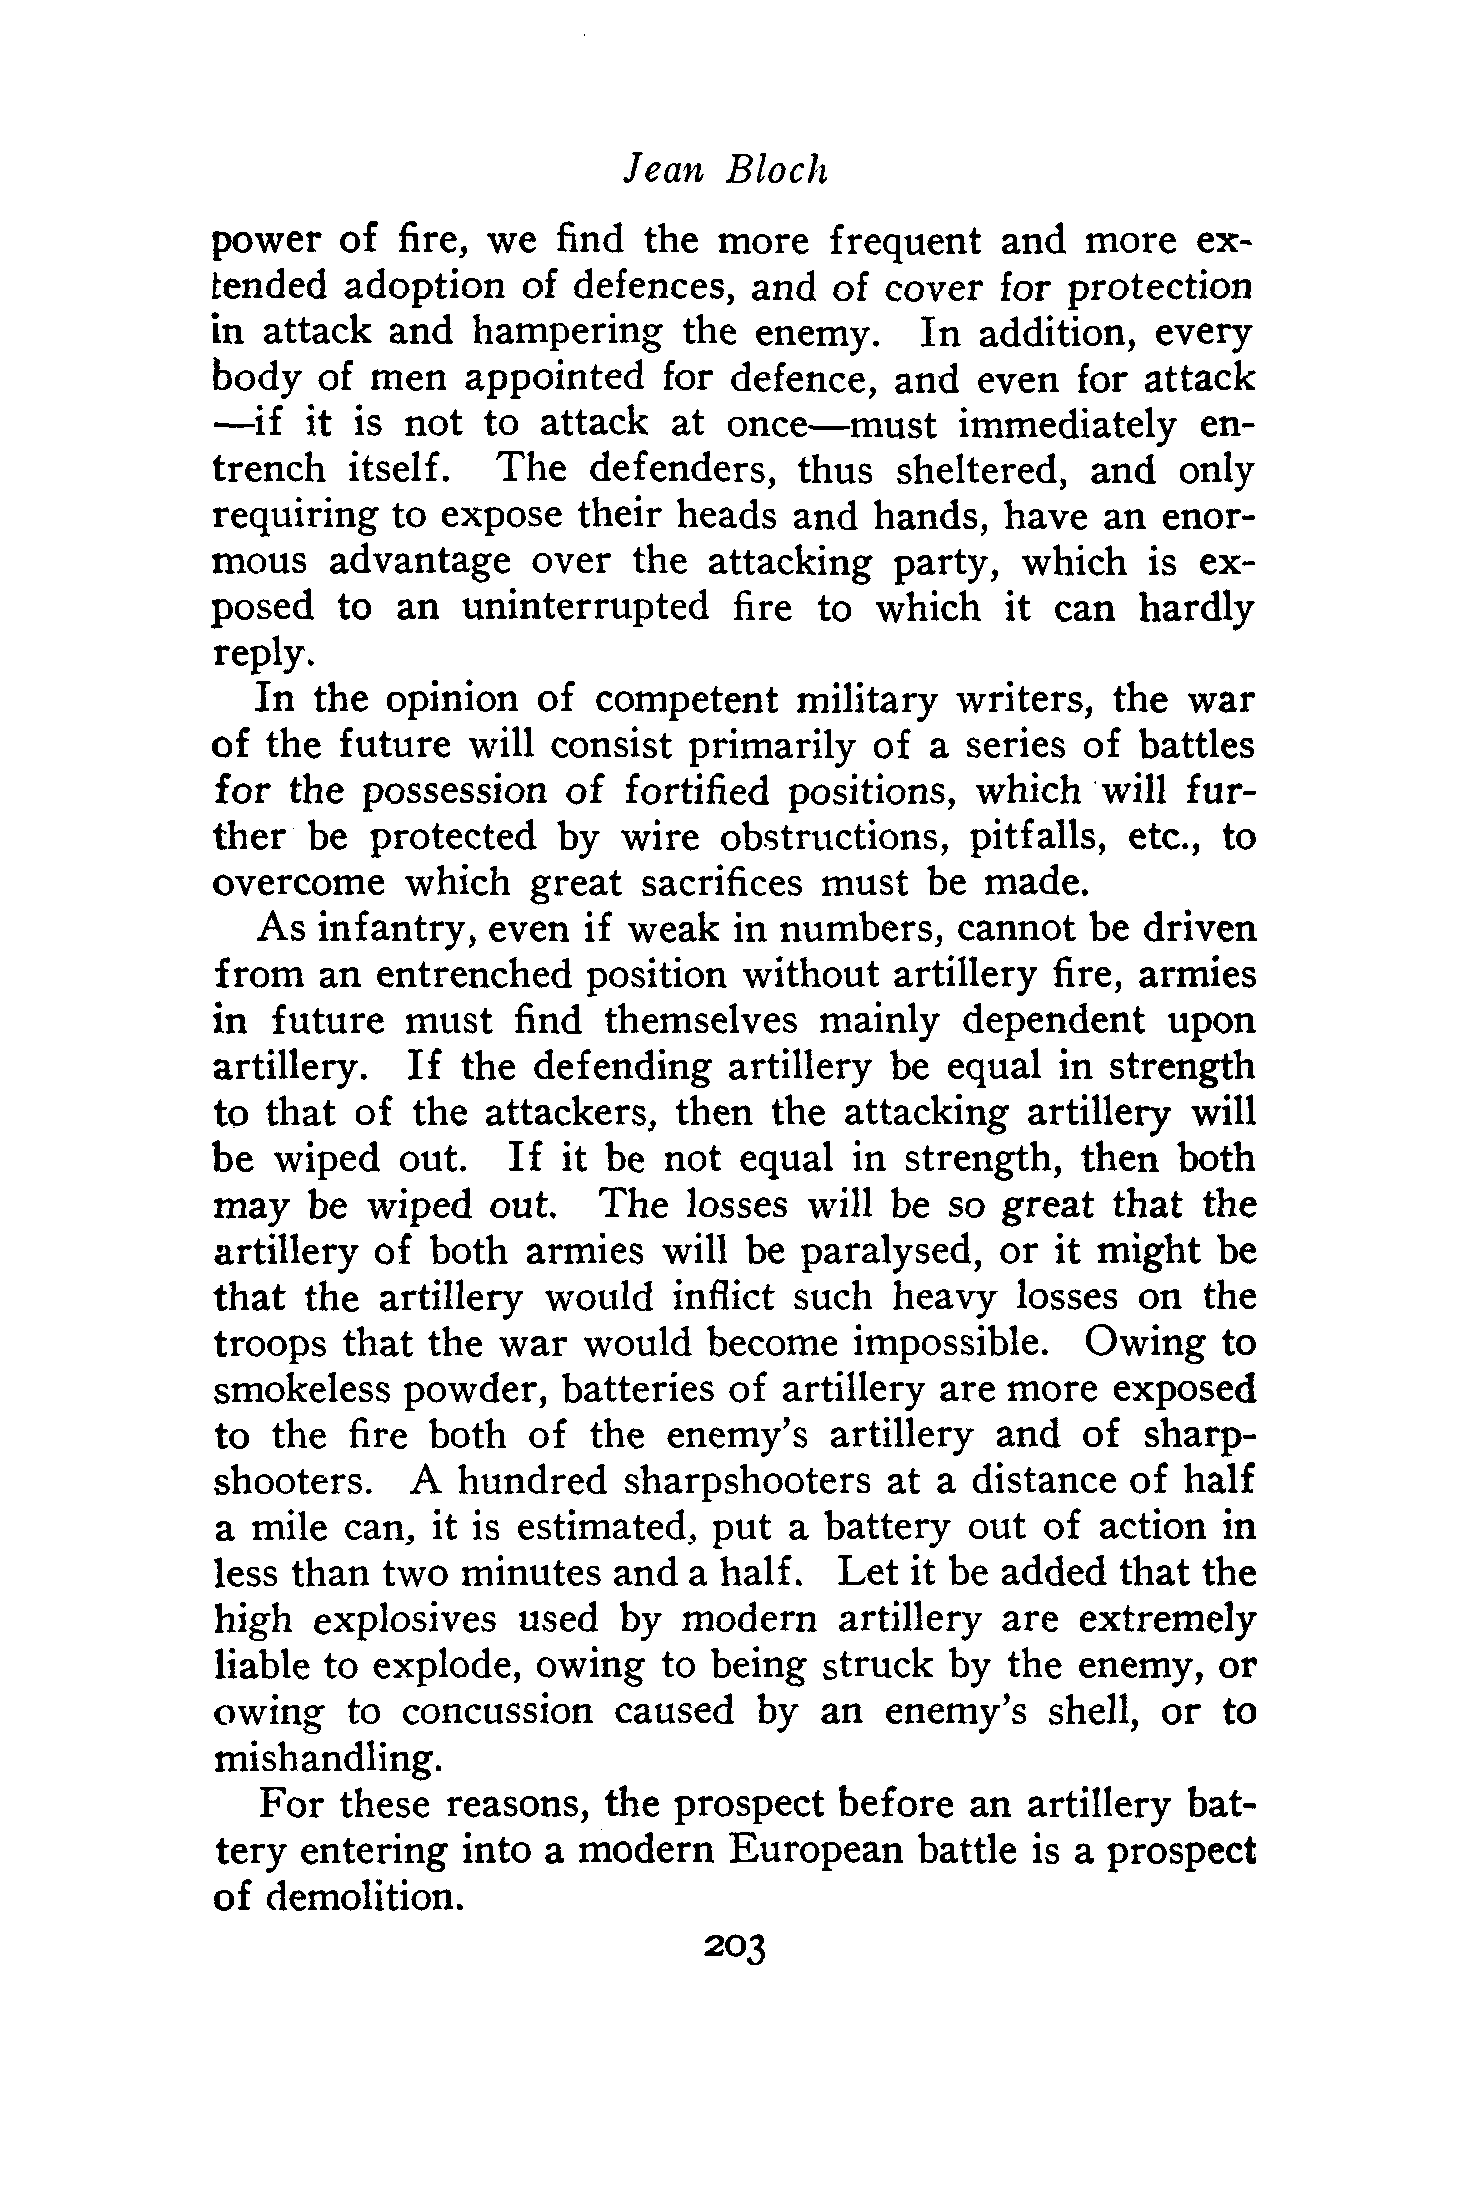 Jean Bloch
power of fire, we find the more frequent and more ex-
tended adoption of defences, and of cover for protection
in attack and hampering the enemy. In addition, every
body of men appointed for defence, and even for attack
—if it is not to attack at once—must immediately en-
trench itself. The defenders, thus sheltered, and only
requiring to expose their heads and hands, have an enor-
mous advantage over the attacking party, which is ex-
posed to an uninterrupted fire to which it can hardly
reply.
In the opinion of competent military writers, the war
of the future will consist primarily of a series of battles
for the possession of fortified positions, which will fur-
ther be protected by wire obstructions, pitfalls, etc., to
overcome which great sacrifices must be made.
As infantry, even if weak in numbers, cannot be driven
from an entrenched position without artillery fire, armies
in future must find themselves mainly dependent upon
artillery. If the defending artillery be equal in strength
to that of the attackers, then the attacking artillery will
be wiped out. If it be not equal in strength, then both
may be wiped out. The losses will be so great that the
artillery of both armies will be paralysed, or it might be
that the artillery would inflict such heavy losses on the
troops that the war would become impossible. Owing to
smokeless powder, batteries of artillery are more exposed
to the fire both of the enemy's artillery and of sharp-
shooters. A hundred sharpshooters at a distance of half
a mile can, it is estimated, put a battery out of action in
less than two minutes and a half. Let it be added that the
high explosives used by modern artillery are extremely
liable to explode, owing to being struck by the enemy, or
owing to concussion caused by an enemy's shell, or to
mishandling.
For these reasons, the prospect before an artillery bat-
tery entering into a modern European battle is a prospect
of demolition.
203